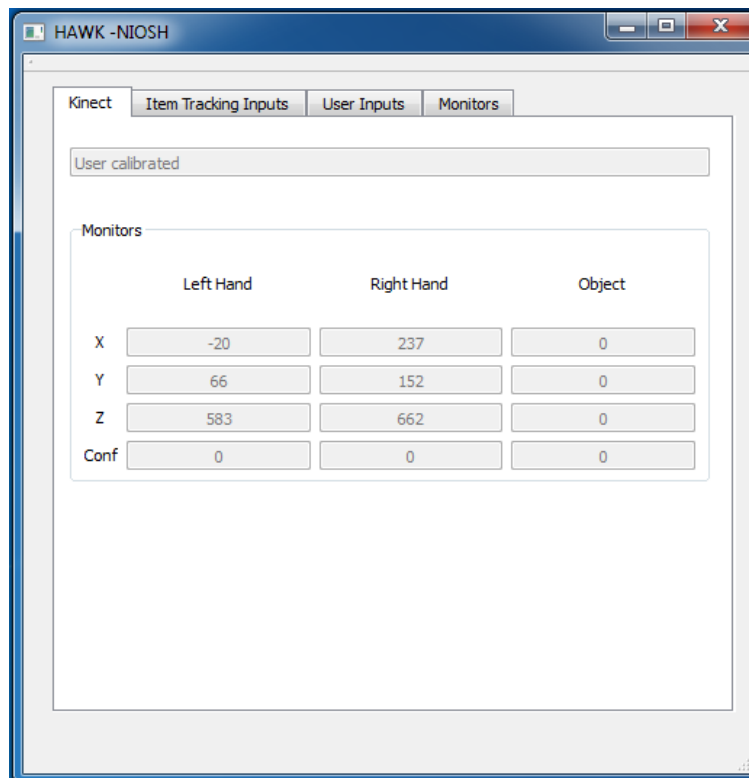 HAWK -NIOSH
Kinect Item Tracking Inputs User Inputs Monitors
User calibrated
Monitors
Left Hand Right Hand Object
X -20 237 0
Y 66 152 0
Z 583 662 0
Conf 0 0 0